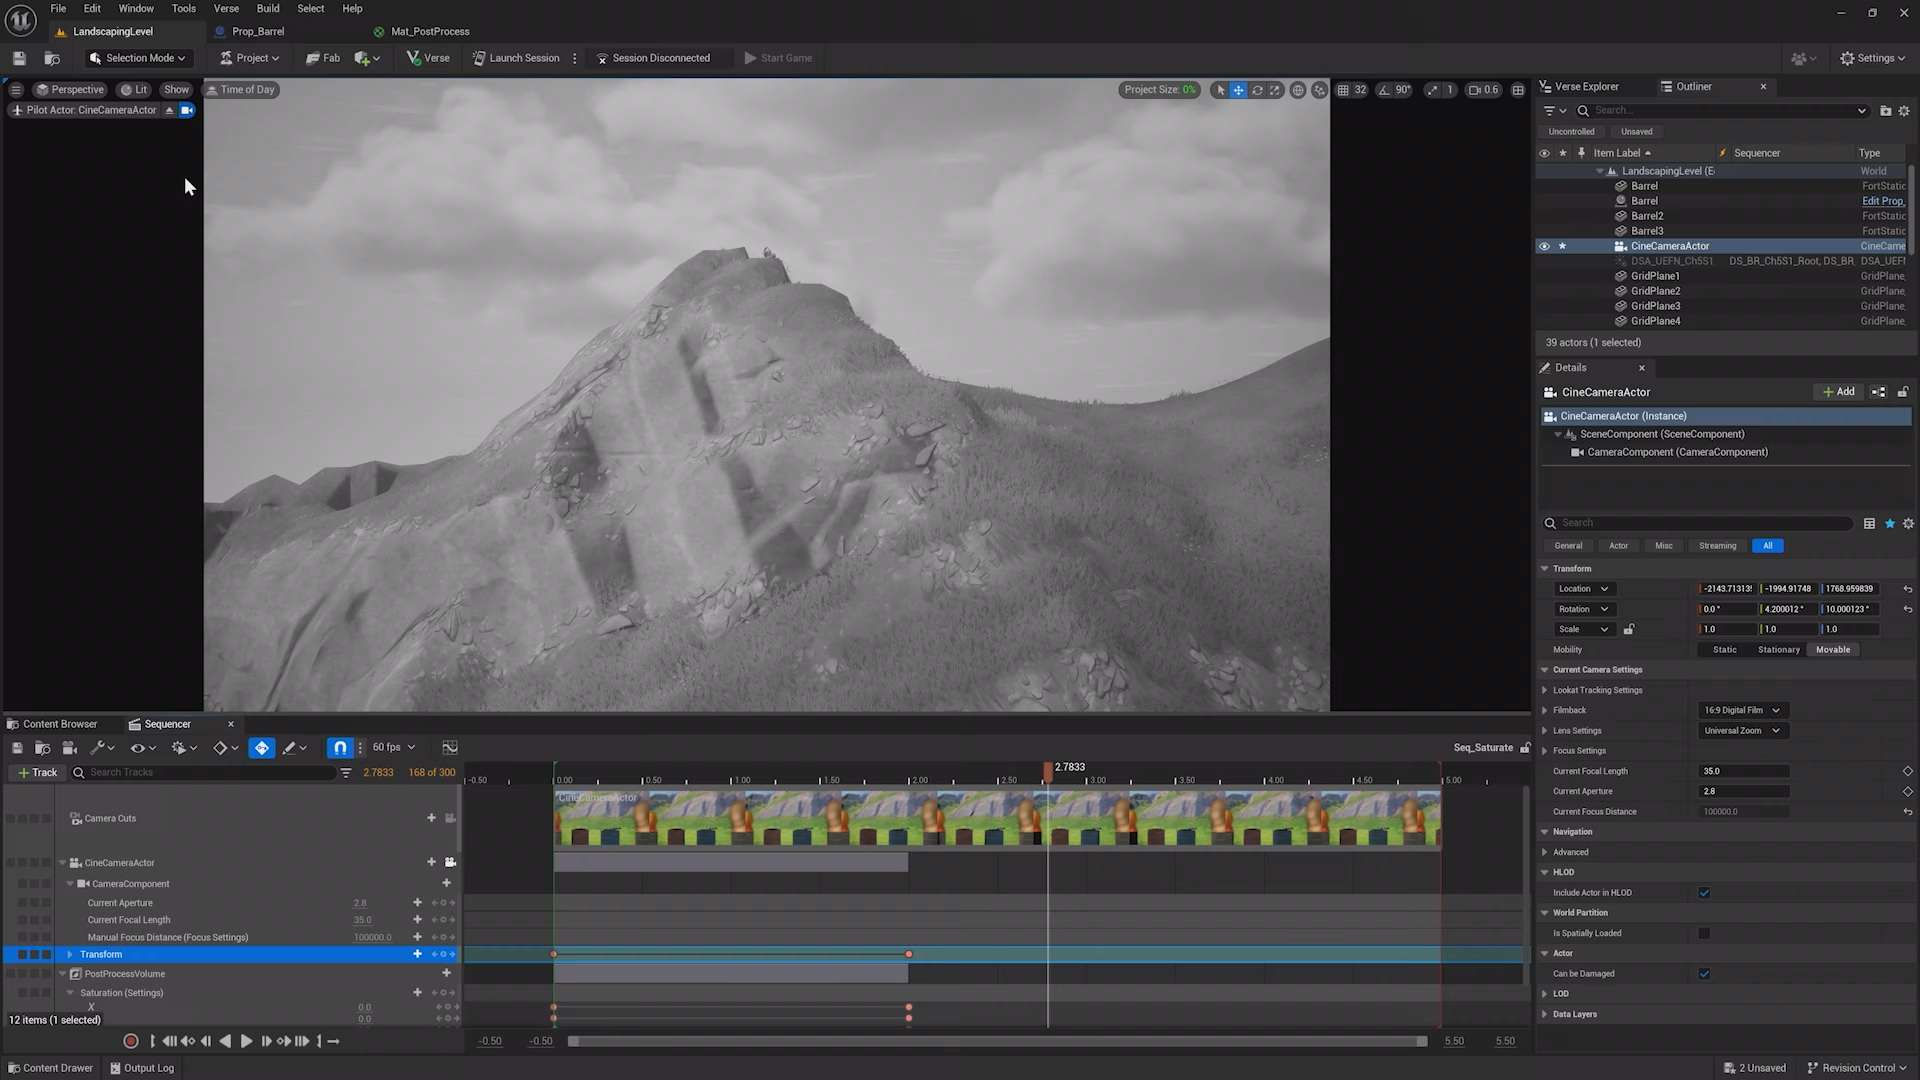 File Edit Window Tools Verse Build Select Help
LandscapingLevel Prop_Barrel Mat_PostProcess
Selection Mode Project Fab Verse Launch Session Session Disconnected Start Game Settings
Perspective Lit Show Time of Day Project Size: 0% 32 90° 1 0.6
Pilot Actor: CineCameraActor
Verse Explorer Outliner
Search...
Uncontrolled Unsaved
Item Label Sequencer Type
LandscapingLevel (E World
Barrel FortStatic
Barrel Edit Prop_
Barrel2 FortStatic
Barrel3 FortStatic
CineCameraActor CineCame
DSA_UEFN_Ch5S1_ DS_BR_Ch5S1_Root, DS_BR_ DSA_UEFN
GridPlane1 GridPlane_
GridPlane2 GridPlane_
GridPlane3 GridPlane_
GridPlane4 GridPlane_
39 actors (1 selected)
Details
CineCameraActor Add
CineCameraActor (Instance)
SceneComponent (SceneComponent)
CameraComponent (CameraComponent)
Search
General Actor Misc Streaming All
Transform
Location -2143.7131 -1994.91748 1768.959839
Rotation 0.0° 4.200012° 10.000123°
Scale 1.0 1.0 1.0
Mobility Static Stationary Movable
Current Camera Settings
Lookat Tracking Settings
Filmback 16:9 Digital Film
Lens Settings Universal Zoom
Focus Settings
Current Focal Length 35.0
Current Aperture 2.8
Current Focus Distance 100000.0
Navigation
Advanced
HLOD
Include Actor in HLOD
World Partition
Is Spatially Loaded
Actor
Can be Damaged
LOD
Data Layers
Content Browser Sequencer
60 fps Seq_Saturate
Track Search Tracks 2.7833 168 of 300
-0.50 0.00 0.50 1.00 1.50 2.00 2.50 2.7833 3.00 3.50 4.00 4.50 5.00
CineCameraActor
Camera Cuts
CineCameraActor
CameraComponent
Current Aperture 2.8
Current Focal Length 35.0
Manual Focus Distance (Focus Settings) 100000.0
Transform
PostProcessVolume
Saturation (Settings)
X 0.0
0.0
12 items (1 selected)
-0.50 -0.50 5.50 5.50
Content Drawer Output Log 2 Unsaved Revision Control